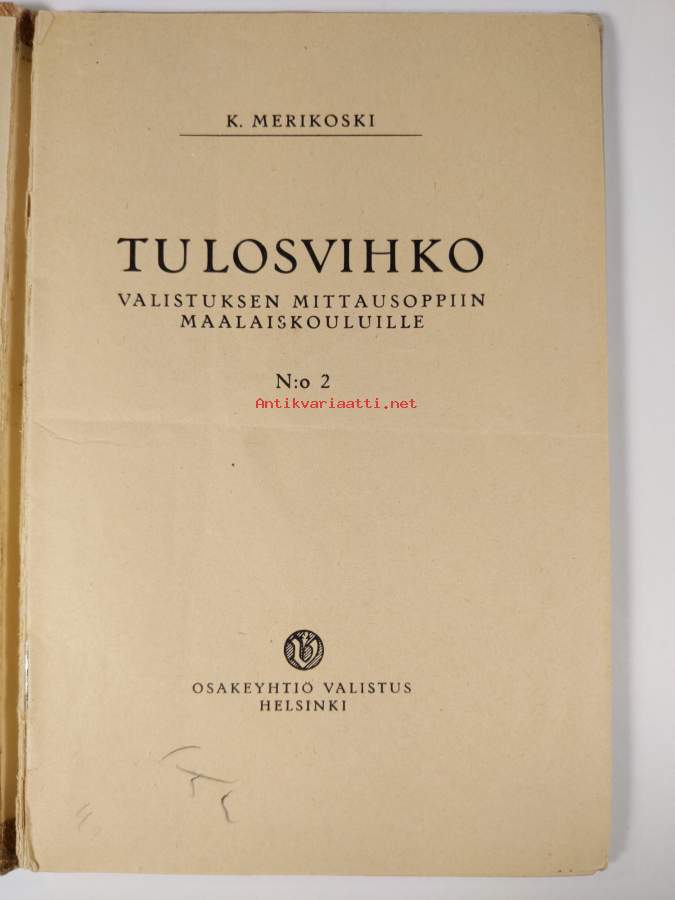 K. MERIKOSKI
TULOSVIHKO
VALISTUKSEN MITTAUSOPPIIN
MAALAISKOULUILLE
N:o 2
Antikvariaatti.net
V
OSAKEYHTIÖ VALISTUS
HELSINKI